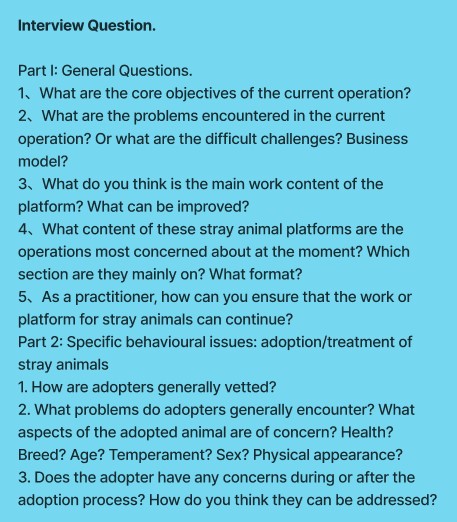 Interview Question.
Part I: General Questions.
1、What are the core objectives of the current operation?
2、What are the problems encountered in the current
operation? Or what are the difficult challenges? Business
model?
3、What do you think is the main work content of the
platform? What can be improved?
4、What content of these stray animal platforms are the
operations most concerned about at the moment? Which
section are they mainly on? What format?
5、As a practitioner, how can you ensure that the work or
platform for stray animals can continue?
Part 2: Specific behavioural issues: adoption/treatment of
stray animals
1. How are adopters generally vetted?
2. What problems do adopters generally encounter? What
aspects of the adopted animal are of concern? Health?
Breed? Age? Temperament? Sex? Physical appearance?
3. Does the adopter have any concerns during or after the
adoption process? How do you think they can be addressed?